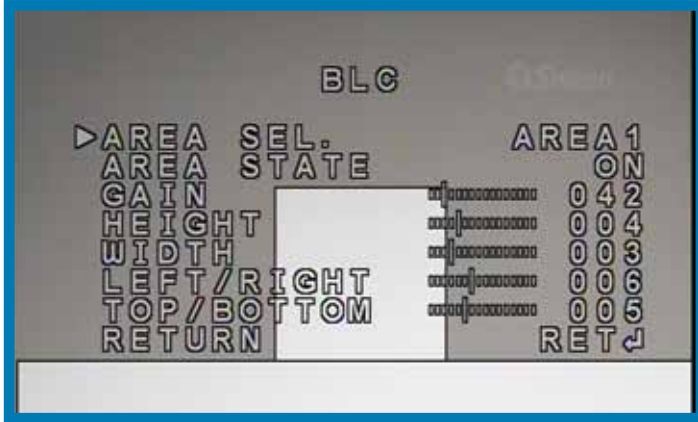 BLC
▷AREA SEL. AREA1
AREA STATE ON
GAIN 042
HEIGHT 004
WIDTH 003
LEFT/RIGHT 006
TOP/BOTTOM 005
RETURN RET↲